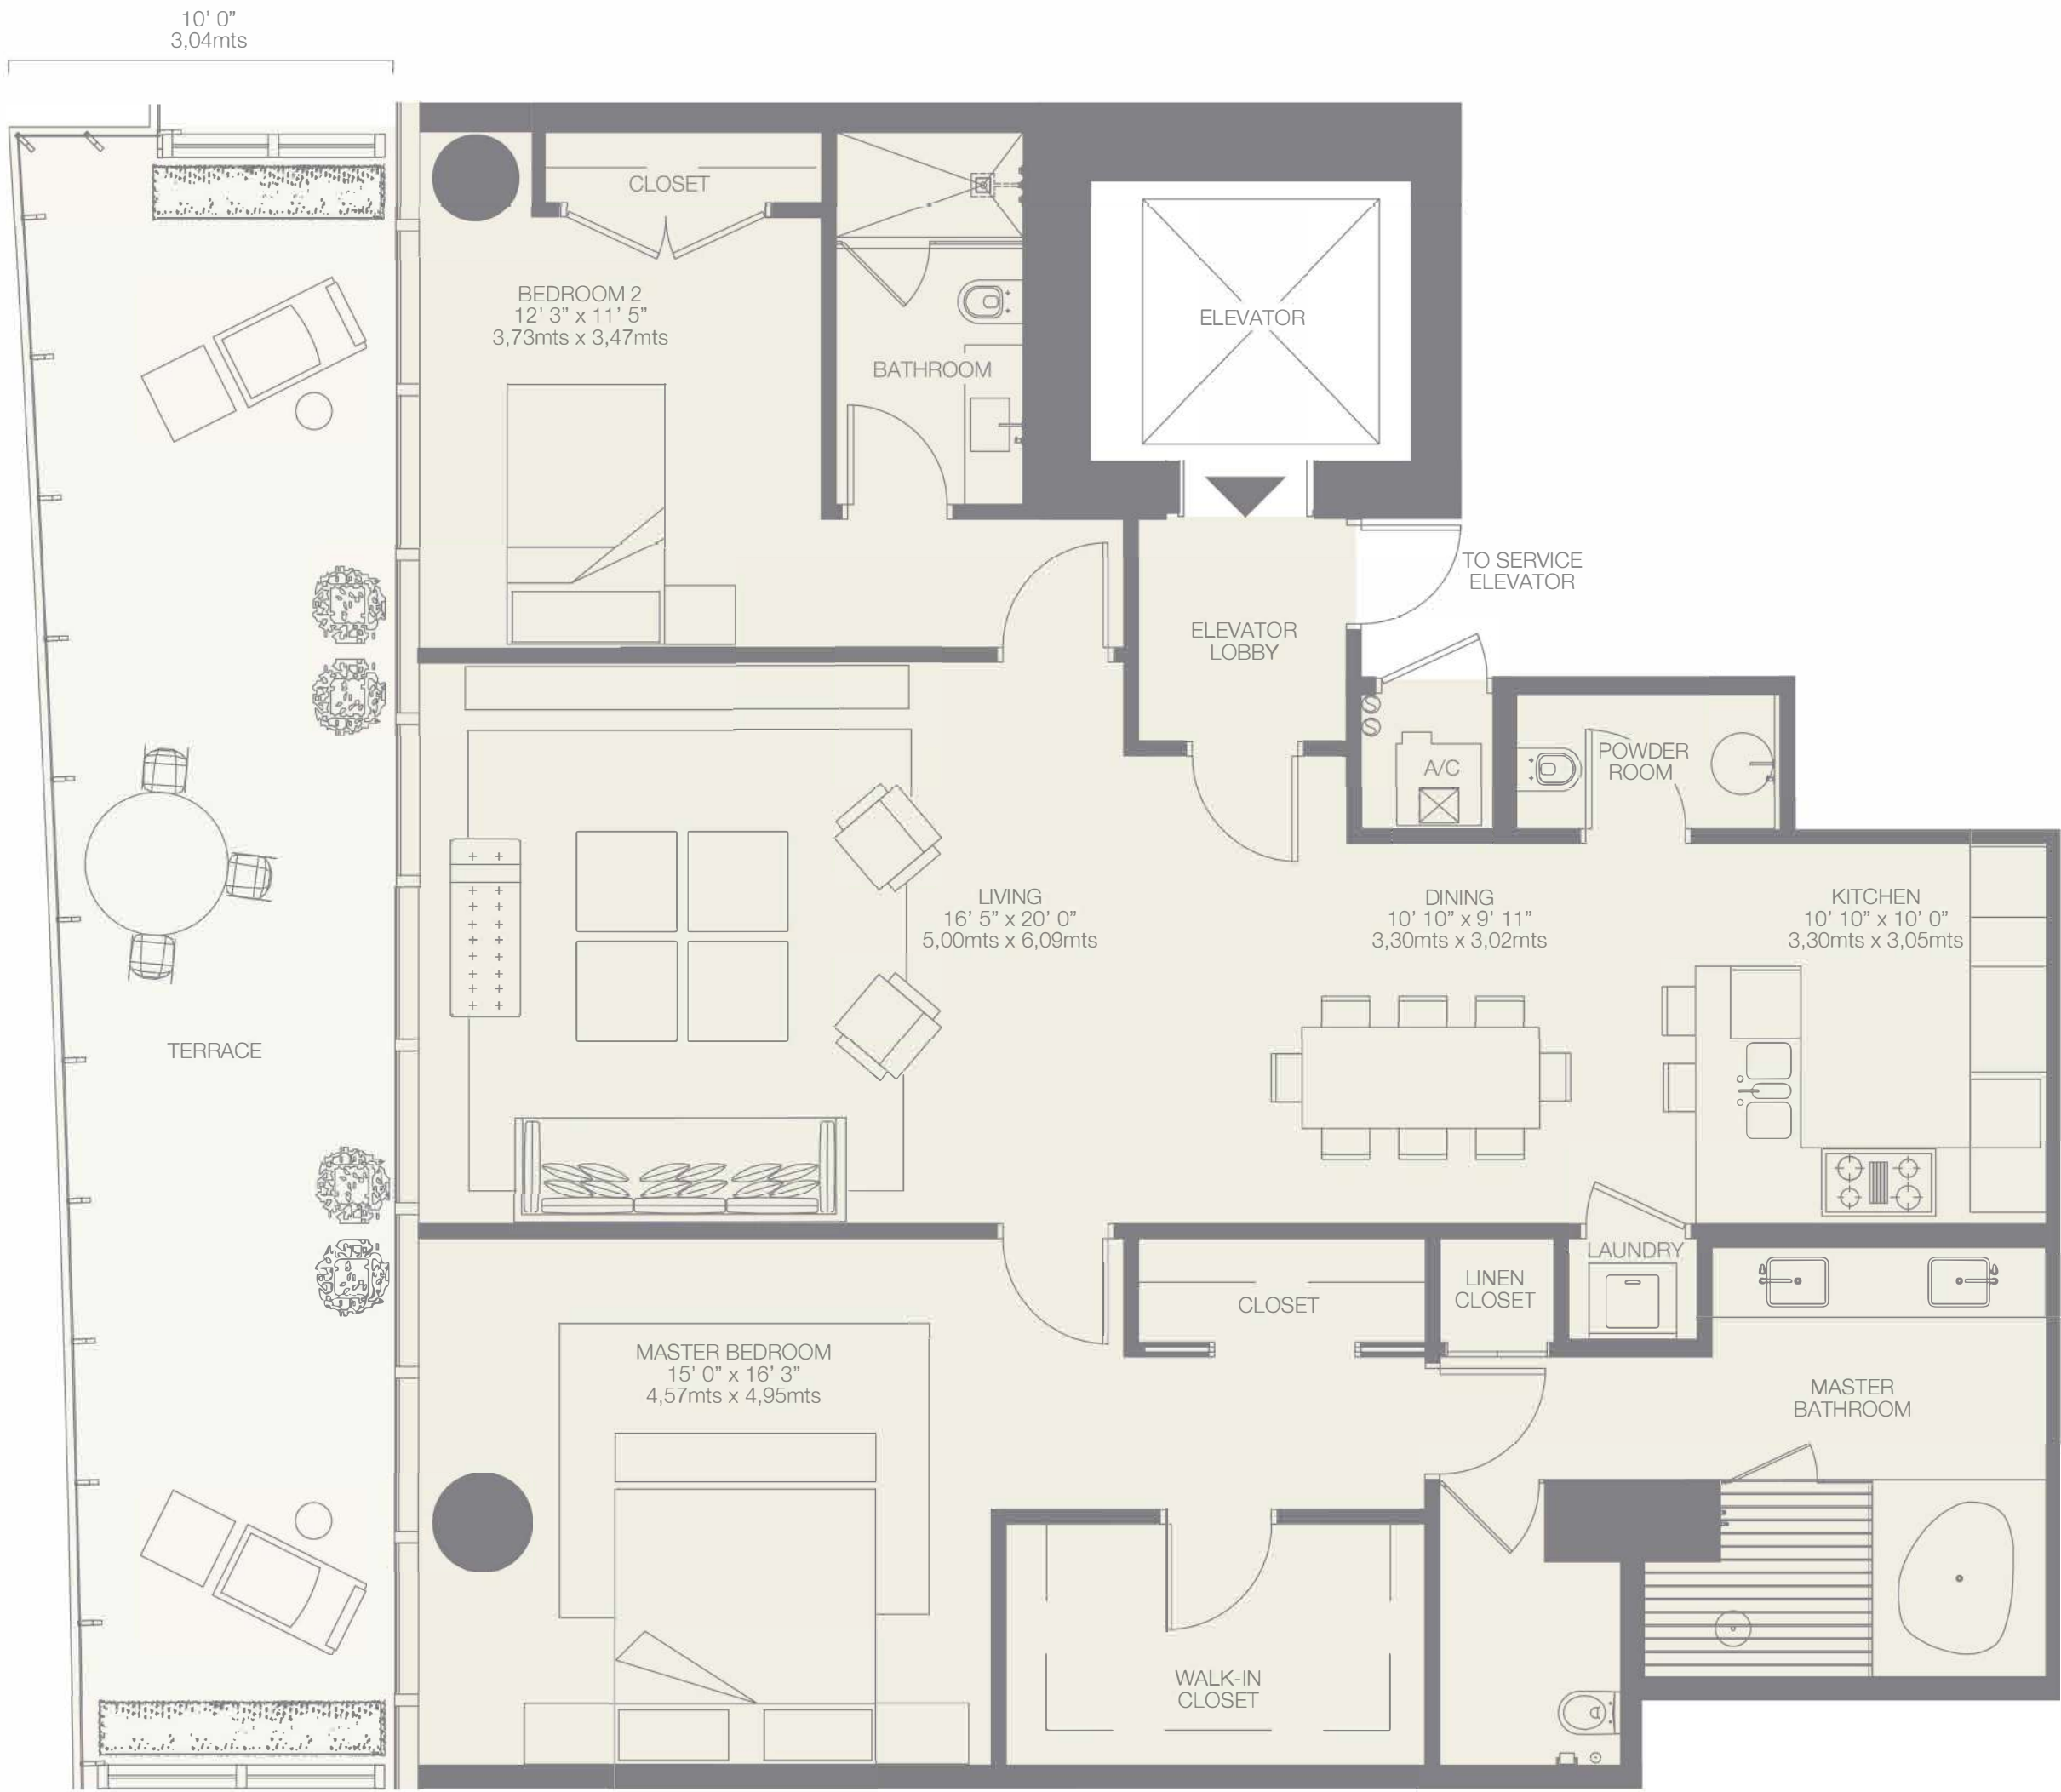 10' 0”
3,04mts
CLOSET
BEDROOM 2
12' 3” x 11' 5”
3,73mts x 3,47mts
BATHROOM
ELEVATOR
TO SERVICE
ELEVATOR
ELEVATOR
LOBBY
S
S
A/C
POWDER
ROOM
LIVING
16' 5” x 20' 0”
5,00mts x 6,09mts
DINING
10' 10” x 9' 11”
3,30mts x 3,02mts
KITCHEN
10' 10” x 10' 0”
3,30mts x 3,05mts
TERRACE
LAUNDRY
LINEN
CLOSET
CLOSET
MASTER BEDROOM
15' 0” x 16' 3”
4,57mts x 4,95mts
MASTER
BATHROOM
WALK-IN
CLOSET